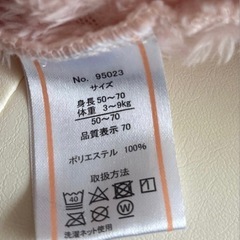 No. 95023
サイズ
身長50~70
体重 3~9kg
50~70
品質表示 70
ポリエステル 100%
取扱方法
40
W
洗濯ネット使用